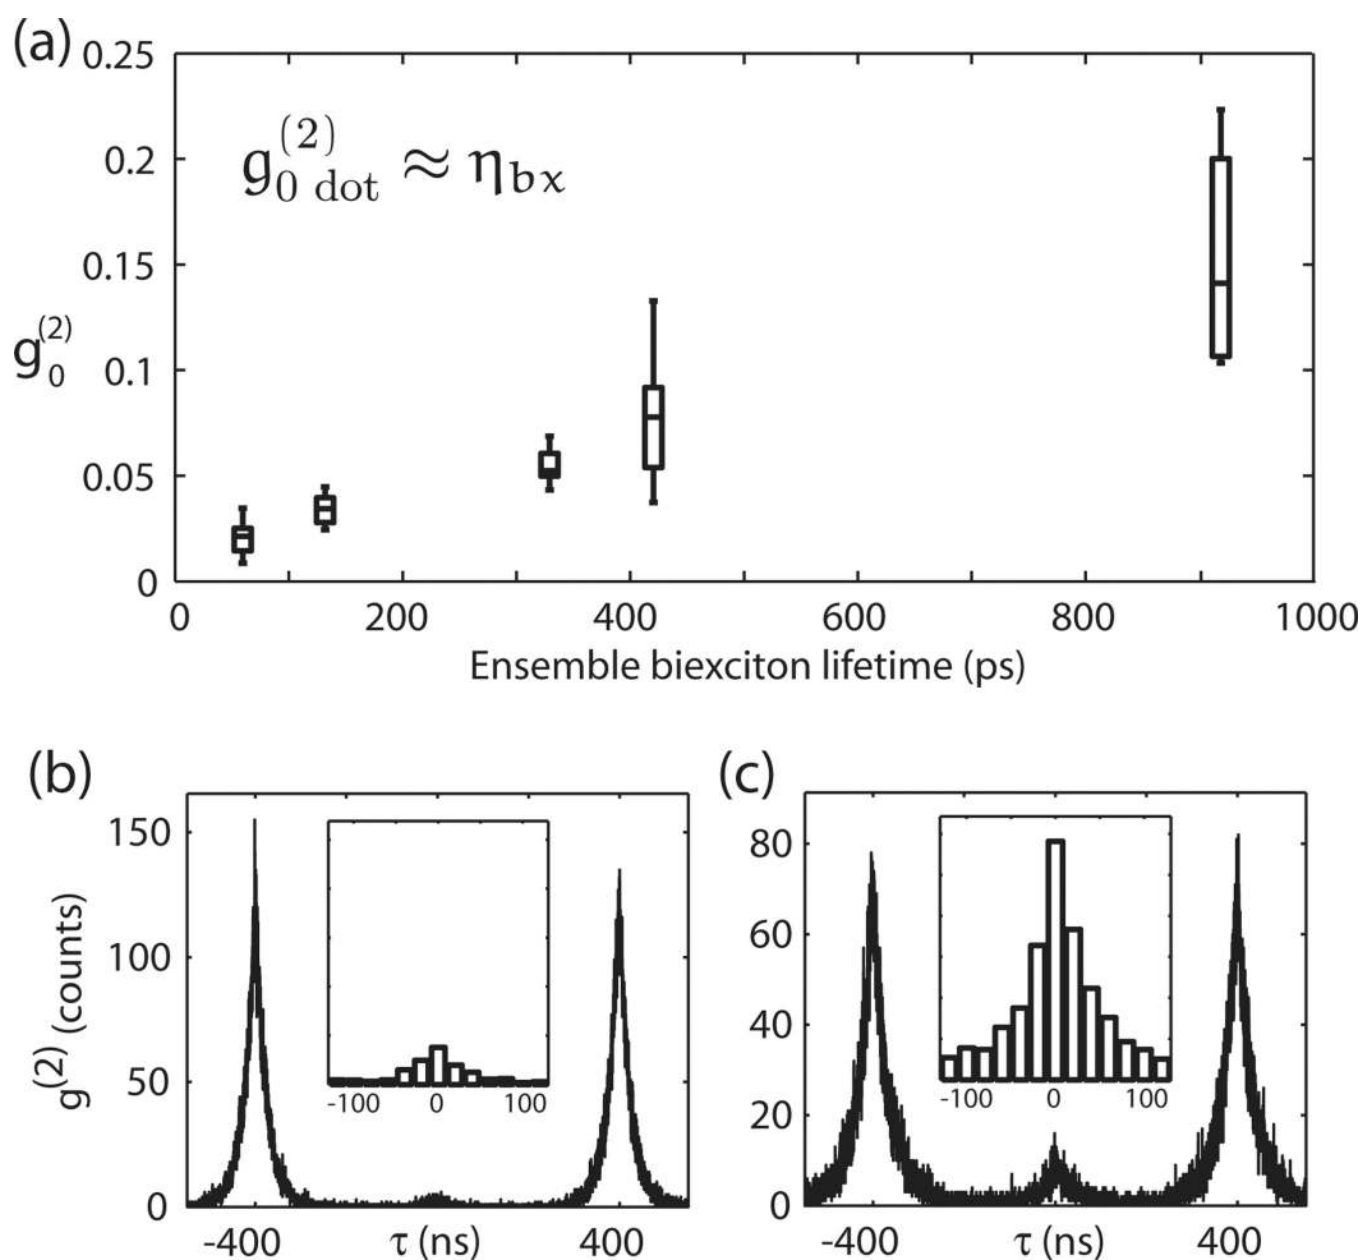 (a)
0.25
0.2
0.15
0.1
0.05
0
g₀⁽²⁾
g⁽²⁾₀ dot ≈ η_bx
0 200 400 600 800 1000
Ensemble biexciton lifetime (ps)
(b)
150
100
50
0
g⁽²⁾ (counts)
-100 0 100
-400 τ (ns) 400
(c)
80
60
40
20
0
-100 0 100
-400 τ (ns) 400